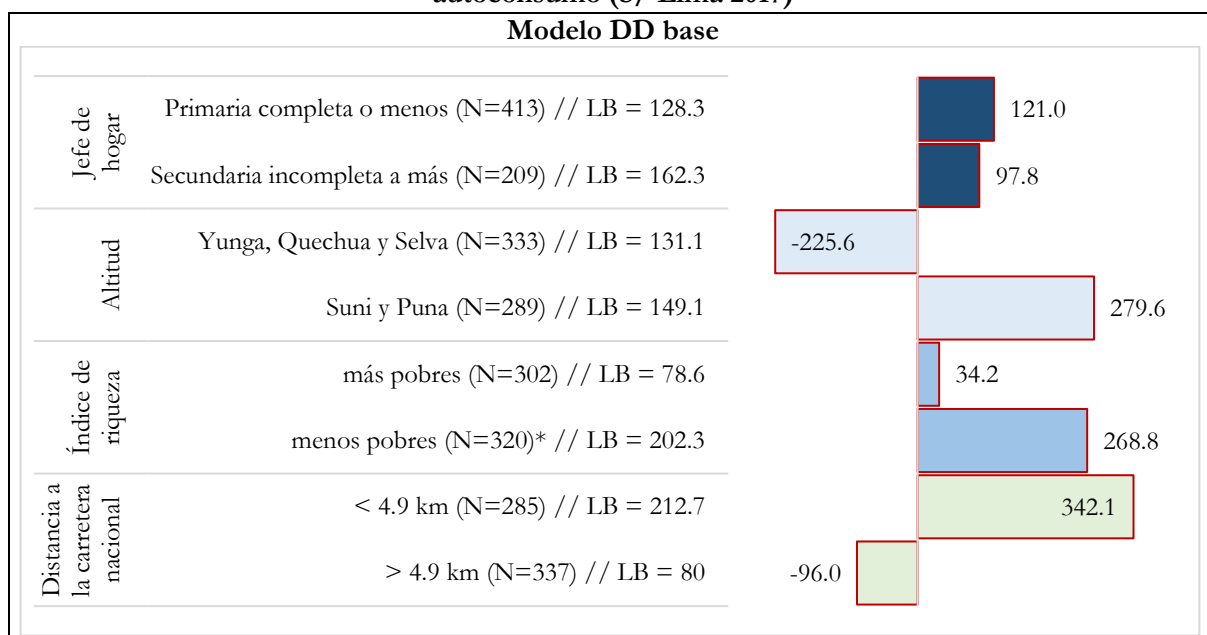 autoconsumo (S/ Lima 2017)
Modelo DD base
Jefe de
hogar
Primaria completa o menos (N=413) // LB = 128.3
121.0
Secundaria incompleta a más (N=209) // LB = 162.3
97.8
Altitud
Yunga, Quechua y Selva (N=333) // LB = 131.1
-225.6
Suni y Puna (N=289) // LB = 149.1
279.6
Índice de
riqueza
más pobres (N=302) // LB = 78.6
34.2
menos pobres (N=320)* // LB = 202.3
268.8
Distancia a
la carretera
nacional
< 4.9 km (N=285) // LB = 212.7
342.1
> 4.9 km (N=337) // LB = 80
-96.0